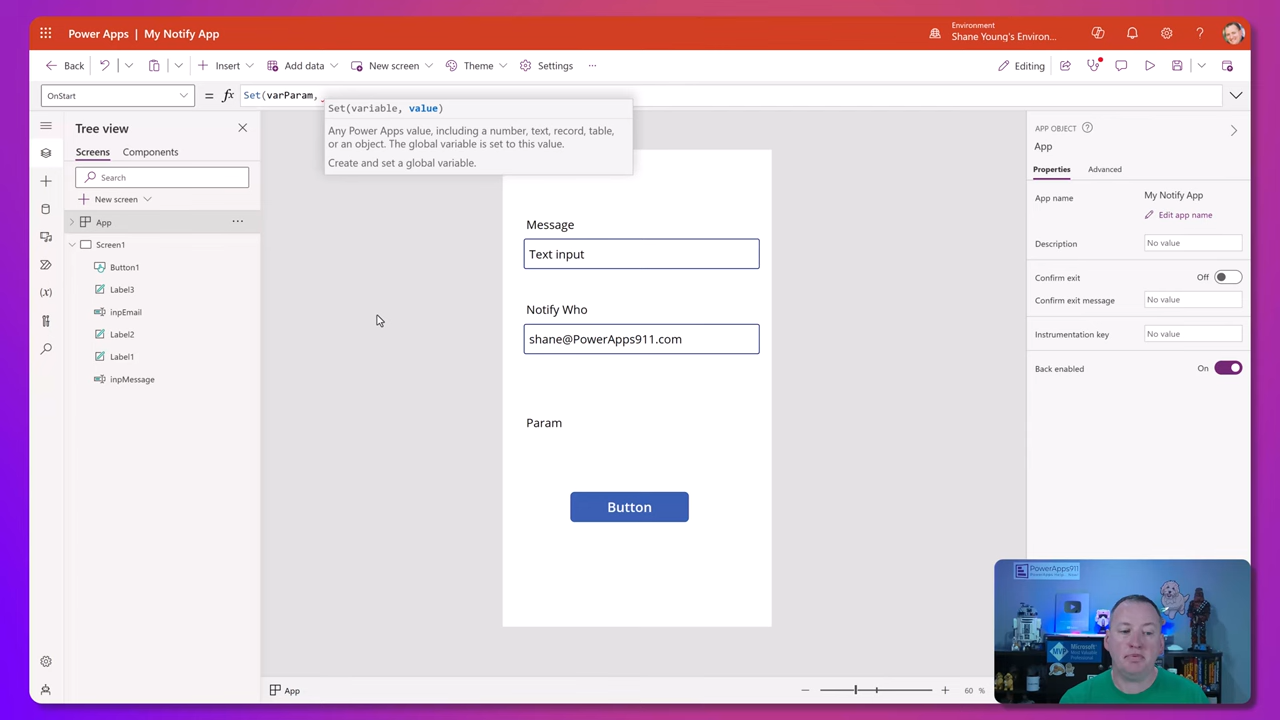 Power Apps | My Notify App
Environment
Shane Young's Environ...
Back
Insert
Add data
New screen
Theme
Settings
...
Editing
OnStart
= fx Set(varParam,
Set(variable, value)
Any Power Apps value, including a number, text, record, table,
or an object. The global variable is set to this value.
Create and set a global variable.
Tree view
Screens
Components
Search
New screen
App
Screen1
Button1
Label3
inpEmail
Label2
Label1
inpMessage
Message
Text input
Notify Who
shane@PowerApps911.com
Param
Button
APP OBJECT
App
Properties
Advanced
App name
My Notify App
Edit app name
Description
No value
Confirm exit
Off
Confirm exit message
No value
Instrumentation key
No value
Back enabled
On
PowerApps911
Microsoft
MVP
App
60 %